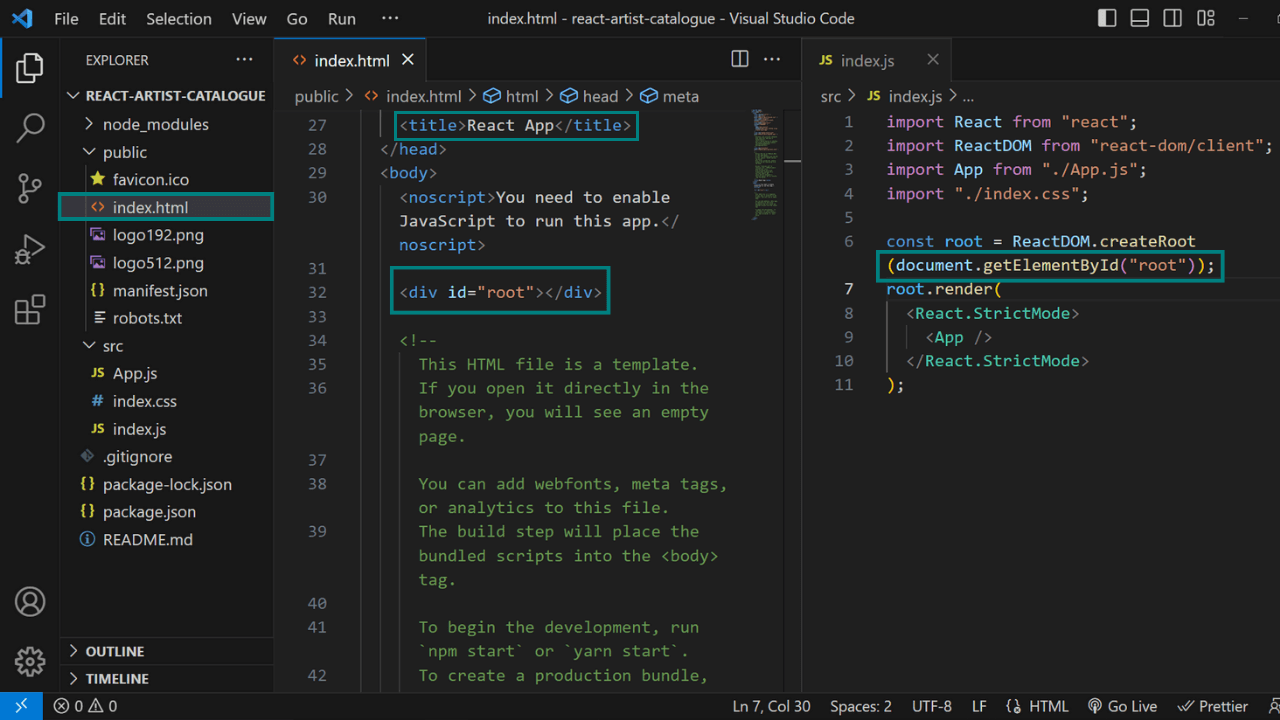 File Edit Selection View Go Run ··· index.html - react-artist-catalogue - Visual Studio Code
EXPLORER ···
REACT-ARTIST-CATALOGUE
node_modules
public
favicon.ico
index.html
logo192.png
logo512.png
{} manifest.json
robots.txt
src
JS App.js
# index.css
JS index.js
.gitignore
{} package-lock.json
{} package.json
README.md
OUTLINE
TIMELINE
<> index.html ×
public > <> index.html > html > head > meta
27 <title>React App</title>
28 </head>
29 <body>
30 <noscript>You need to enable
JavaScript to run this app.</
noscript>
31
32 <div id="root"></div>
33
34 <!--
35 This HTML file is a template.
36 If you open it directly in the
browser, you will see an empty
page.
37
38 You can add webfonts, meta tags,
or analytics to this file.
39 The build step will place the
bundled scripts into the <body>
tag.
40
41 To begin the development, run
`npm start` or `yarn start`.
42 To create a production bundle,
JS index.js ×
src > JS index.js > ...
1 import React from "react";
2 import ReactDOM from "react-dom/client";
3 import App from "./App.js";
4 import "./index.css";
5
6 const root = ReactDOM.createRoot
(document.getElementById("root"));
7 root.render(
8 <React.StrictMode>
9 <App />
10 </React.StrictMode>
11 );
0 0 Ln 7, Col 30 Spaces: 2 UTF-8 LF {} HTML Go Live Prettier